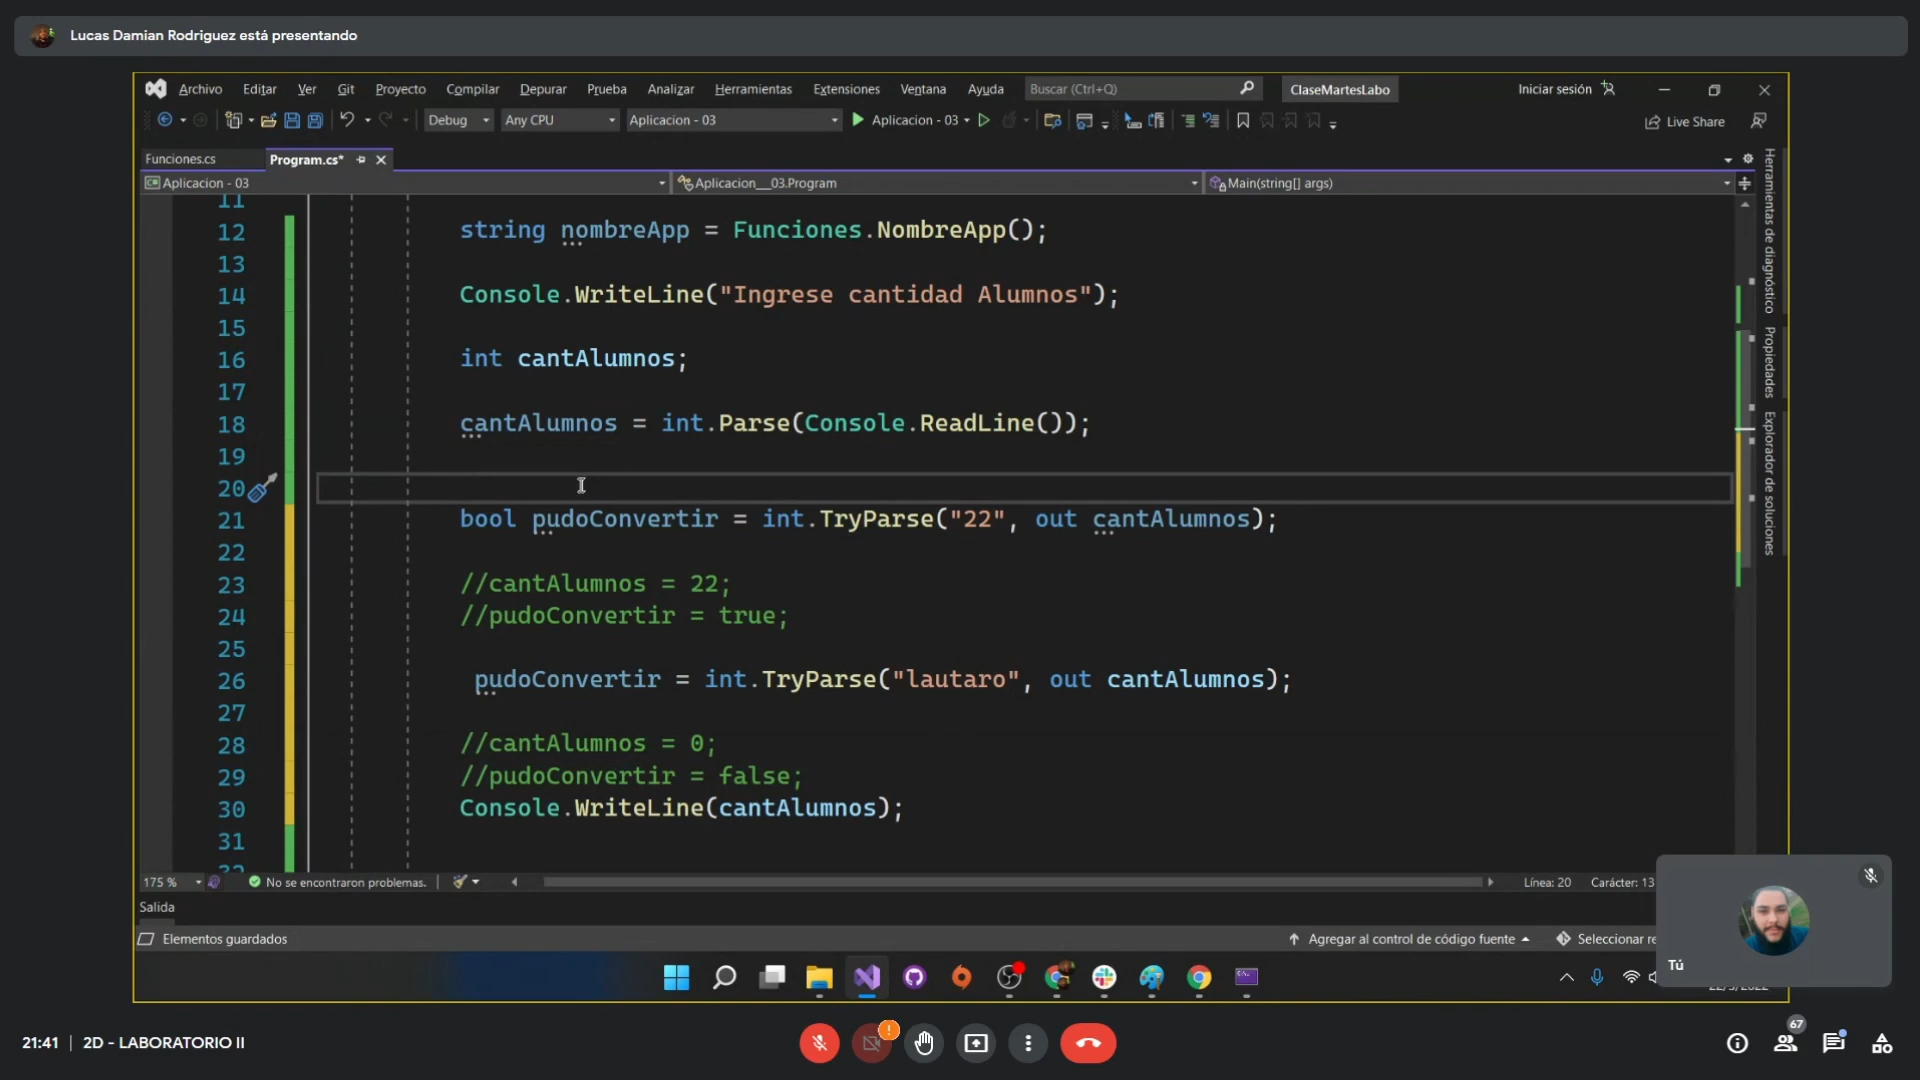 Lucas Damian Rodriguez está presentando
Archivo Editar Ver Git Proyecto Compilar Depurar Prueba Analizar Herramientas Extensiones Ventana Ayuda Buscar (Ctrl+Q) ClaseMartesLabo Iniciar sesión
Debug Any CPU Aplicacion - 03 Aplicacion - 03 Live Share
Funciones.cs Program.cs*
Aplicacion - 03 Aplicacion__03.Program Main(string[] args)
Herramientas de diagnóstico
Propiedades
Explorador de soluciones
11
12 string nombreApp = Funciones.NombreApp();
13
14 Console.WriteLine("Ingrese cantidad Alumnos");
15
16 int cantAlumnos;
17
18 cantAlumnos = int.Parse(Console.ReadLine());
19
20
21 bool pudoConvertir = int.TryParse("22", out cantAlumnos);
22
23 //cantAlumnos = 22;
24 //pudoConvertir = true;
25
26 pudoConvertir = int.TryParse("lautaro", out cantAlumnos);
27
28 //cantAlumnos = 0;
29 //pudoConvertir = false;
30 Console.WriteLine(cantAlumnos);
31
175 % No se encontraron problemas. Línea: 20 Carácter: 13
Salida
Elementos guardados Agregar al control de código fuente Seleccionar re
Tú
21:41 2D - LABORATORIO II
67